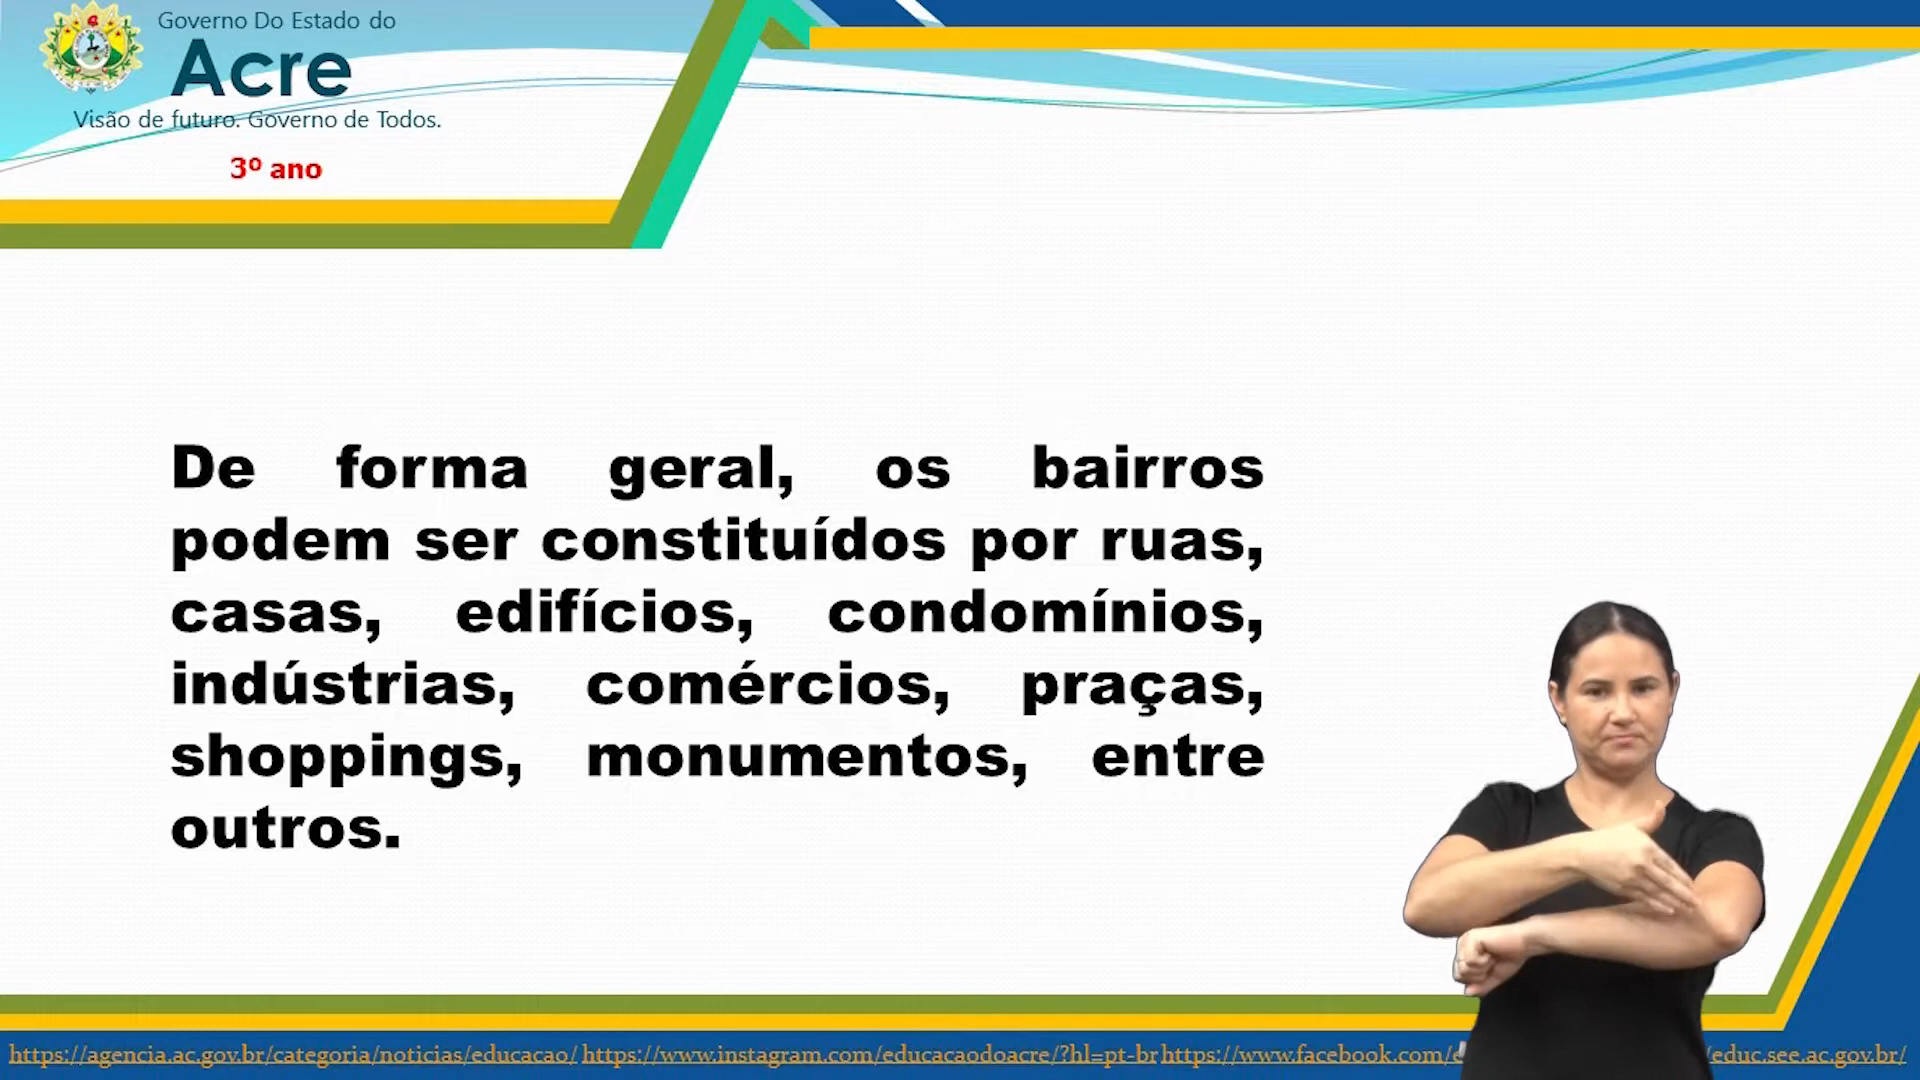 Governo Do Estado do
Acre
Visão de futuro. Governo de Todos.
3º ano
De forma geral, os bairros
podem ser constituídos por ruas,
casas, edifícios, condomínios,
indústrias, comércios, praças,
shoppings, monumentos, entre
outros.
https://agencia.ac.gov.br/categoria/noticias/educacao/ https://www.instagram.com/educacaodoacre/?hl=pt-br https://www.facebook.com/e /educ.see.ac.gov.br/